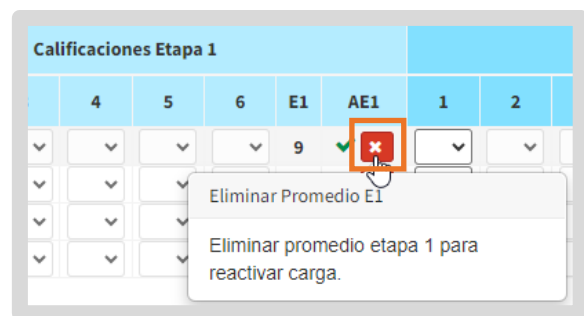 Calificaciones Etapa 1
4 5 6 E1 AE1 1 2
9
Eliminar Promedio E1
Eliminar promedio etapa 1 para
reactivar carga.